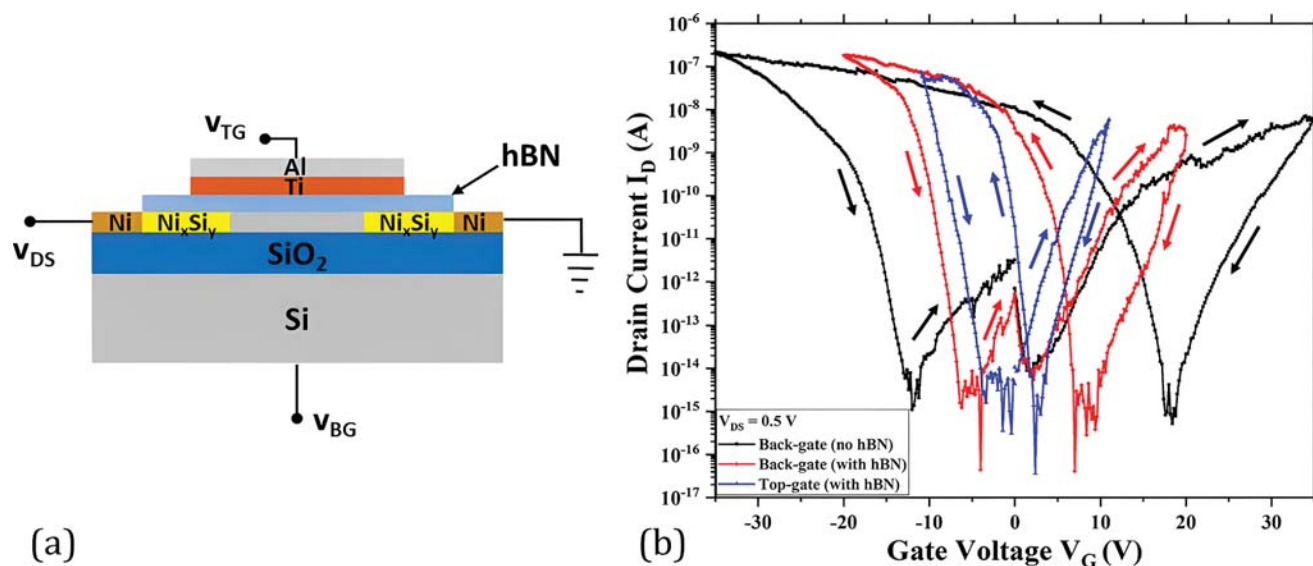 V_TG
Al
Ti
hBN
Ni
Ni_xSi_y
Ni_xSi_y
Ni
V_DS
SiO₂
Si
V_BG
(a)
Drain Current I_D (A)
10⁻⁶
10⁻⁷
10⁻⁸
10⁻⁹
10⁻¹⁰
10⁻¹¹
10⁻¹²
10⁻¹³
10⁻¹⁴
10⁻¹⁵
10⁻¹⁶
10⁻¹⁷
V_DS = 0.5 V
Back-gate (no hBN)
Back-gate (with hBN)
Top-gate (with hBN)
-30 -20 -10 0 10 20 30
Gate Voltage V_G (V)
(b)